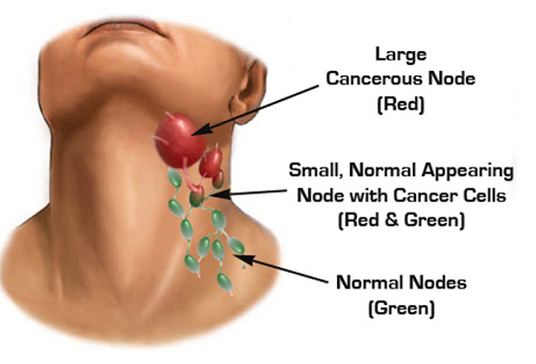 Large
Cancerous Node
(Red)
Small, Normal Appearing
Node with Cancer Cells
(Red & Green)
Normal Nodes
(Green)